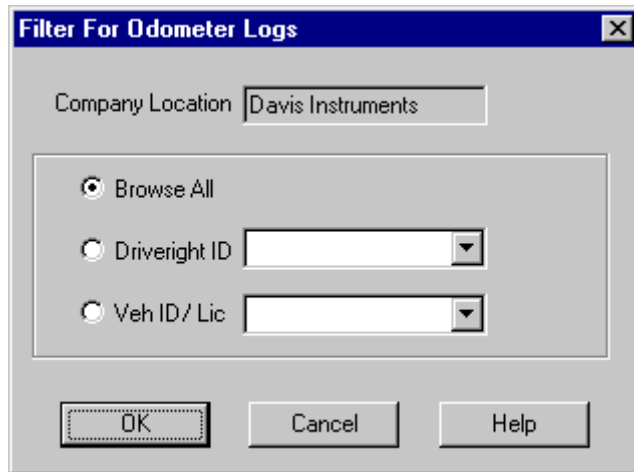 Filter For Odometer Logs
Company Location Davis Instruments
Browse All
Driveright ID
Veh ID / Lic
OK Cancel Help